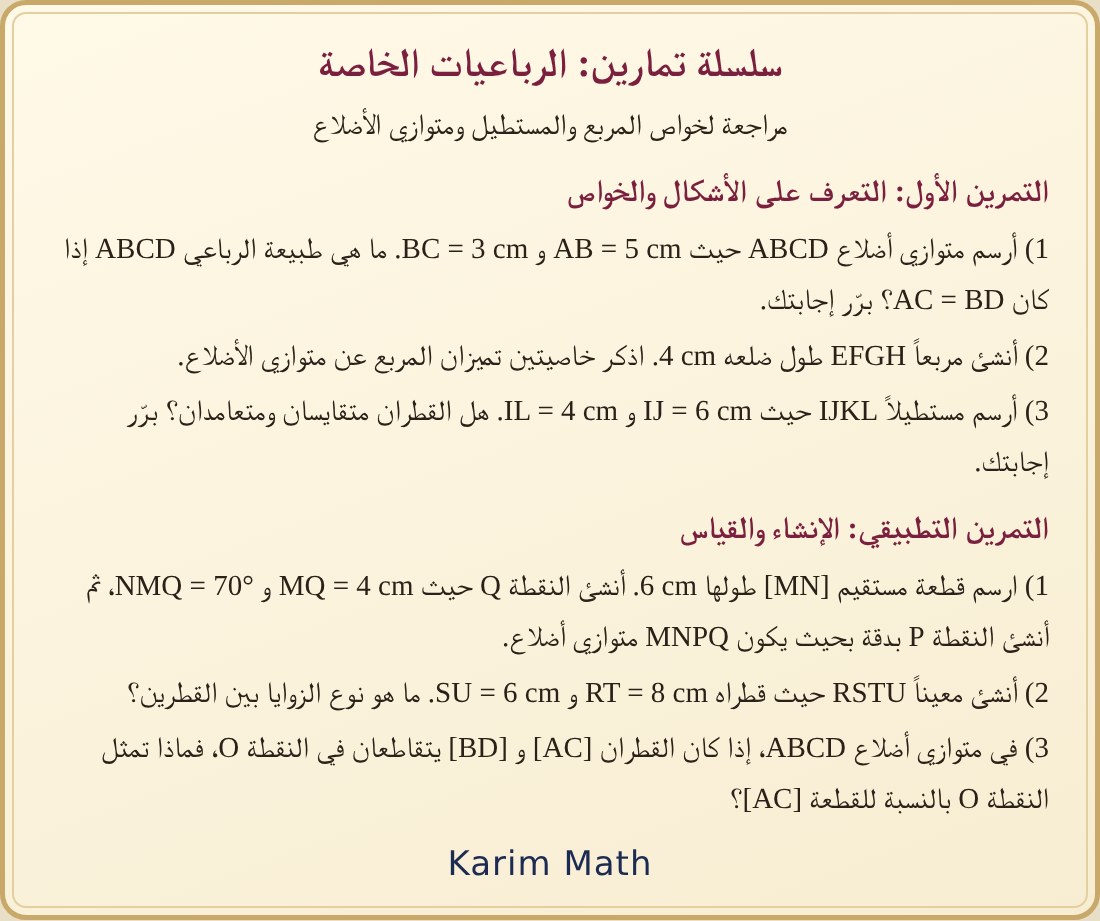 سلسلة تمارين: الرباعيات الخاصة
مراجعة لخواص المربع والمستطيل ومتوازي الأضلاع
التمرين الأول: التعرف على الأشكال والخواص
1) أرسم متوازي أضلاع ABCD حيث AB = 5 cm و BC = 3 cm. ما هي طبيعة الرباعي ABCD إذا
كان AC = BD؟ برّر إجابتك.
2) أنشئ مربعاً EFGH طول ضلعه 4 cm. اذكر خاصيتين تميزان المربع عن متوازي الأضلاع.
3) أرسم مستطيلاً IJKL حيث IJ = 6 cm و IL = 4 cm. هل القطران متقايسان ومتعامدان؟ برّر
إجابتك.
التمرين التطبيقي: الإنشاء والقياس
1) ارسم قطعة مستقيم [MN] طولها 6 cm. أنشئ النقطة Q حيث MQ = 4 cm و NMQ = 70°، ثم
أنشئ النقطة P بدقة بحيث يكون MNPQ متوازي أضلاع.
2) أنشئ معيناً RSTU حيث قطراه RT = 8 cm و SU = 6 cm. ما هو نوع الزوايا بين القطرين؟
3) في متوازي أضلاع ABCD، إذا كان القطران [AC] و [BD] يتقاطعان في النقطة O، فماذا تمثل
النقطة O بالنسبة للقطعة [AC]؟
Karim Math